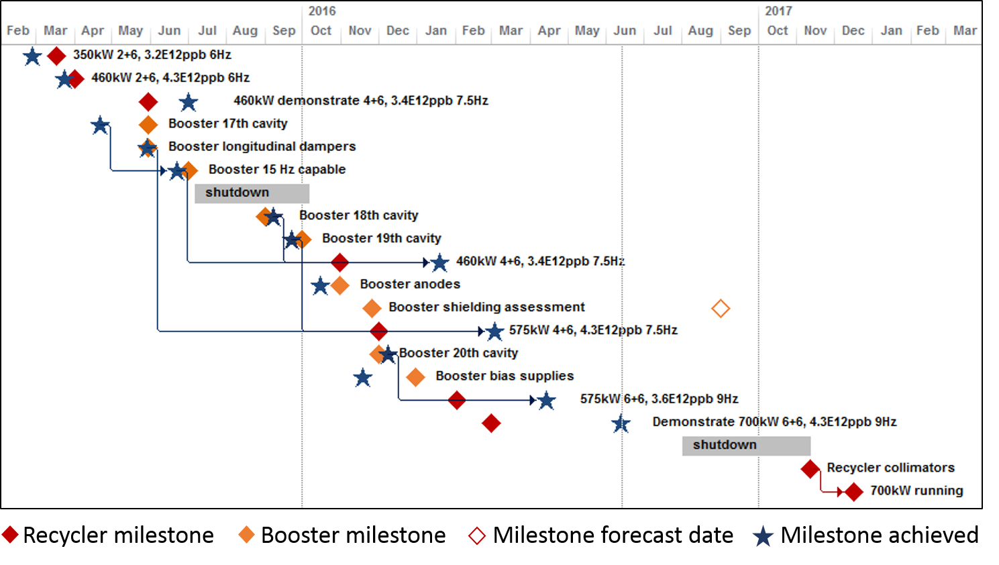 2016 2017
Feb Mar Apr May Jun Jul Aug Sep Oct Nov Dec Jan Feb Mar Apr May Jun Jul Aug Sep Oct Nov Dec Jan Feb Mar
350kW 2+6, 3.2E12ppb 6Hz
460kW 2+6, 4.3E12ppb 6Hz
460kW demonstrate 4+6, 3.4E12ppb 7.5Hz
Booster 17th cavity
Booster longitudinal dampers
Booster 15 Hz capable
shutdown
Booster 18th cavity
Booster 19th cavity
460kW 4+6, 3.4E12ppb 7.5Hz
Booster anodes
Booster shielding assessment
575kW 4+6, 4.3E12ppb 7.5Hz
Booster 20th cavity
Booster bias supplies
575kW 6+6, 3.6E12ppb 9Hz
Demonstrate 700kW 6+6, 4.3E12ppb 9Hz
shutdown
Recycler collimators
700kW running
Recycler milestone Booster milestone Milestone forecast date Milestone achieved